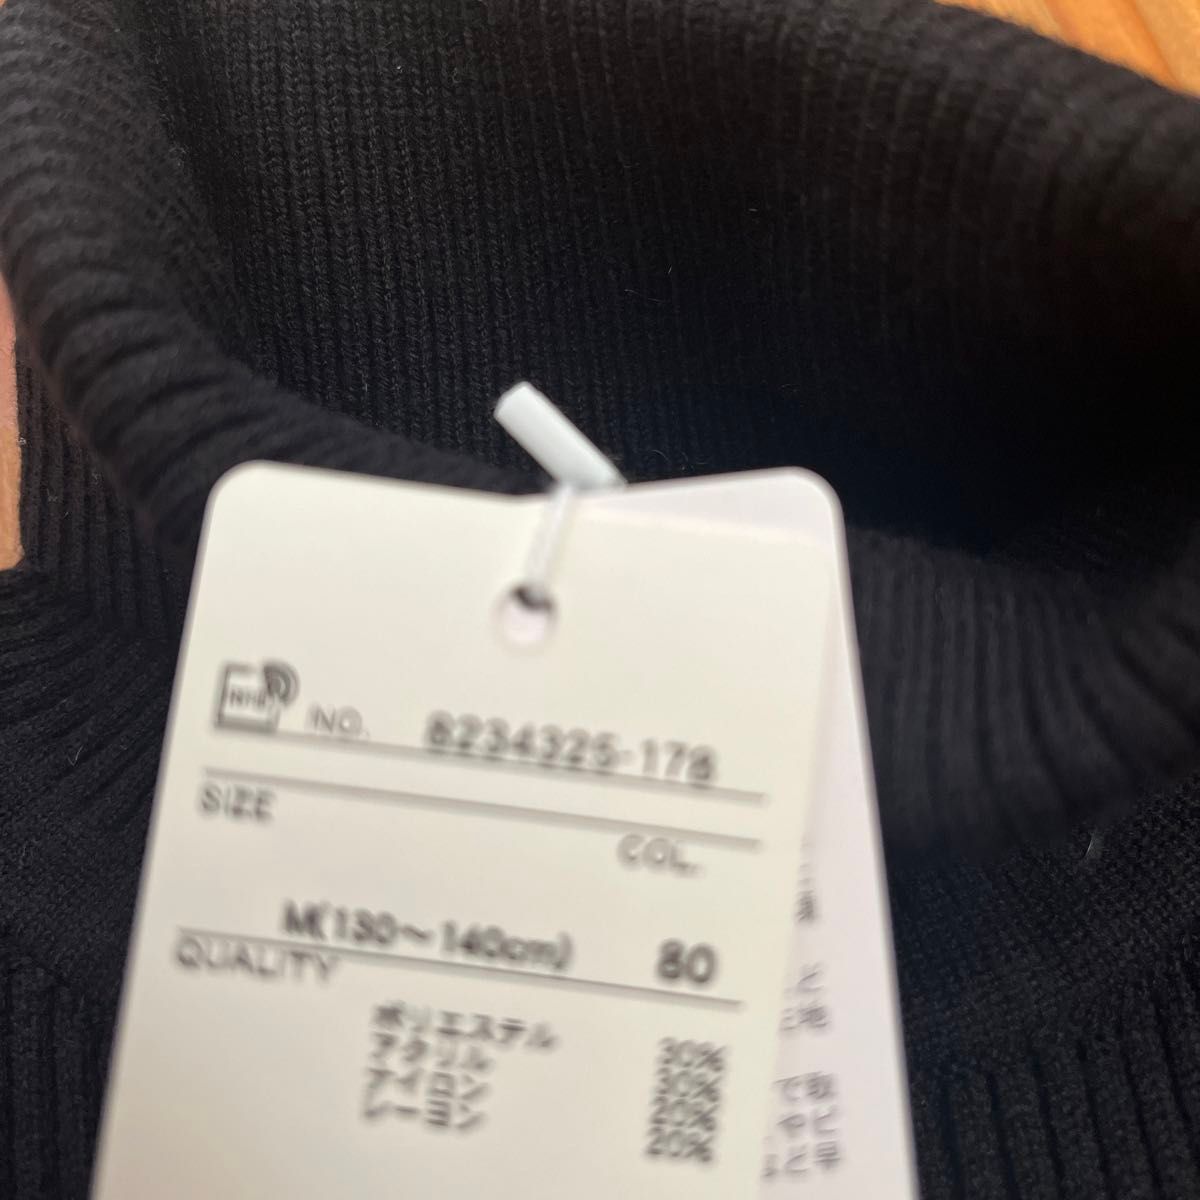 NO. 8234325-178
SIZE
COL.
M(130～140cm) 80
QUALITY
ポリエステル 30%
アクリル 30%
ナイロン 20%
レーヨン 20%